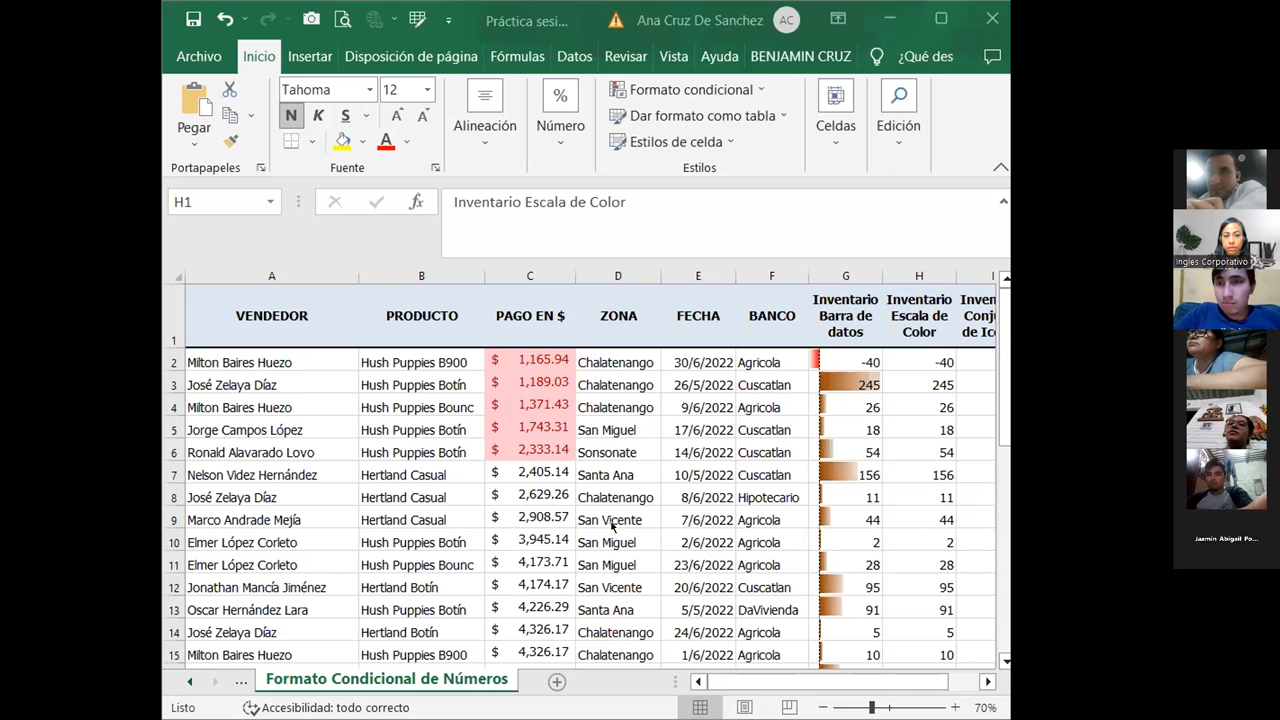 Práctica sesi...
Ana Cruz De Sanchez
AC
Archivo
Inicio
Insertar
Disposición de página
Fórmulas
Datos
Revisar
Vista
Ayuda
BENJAMIN CRUZ
¿Qué des
Pegar
Portapapeles
Tahoma
12
N K S A A
A
Fuente
Alineación
%
Número
Formato condicional
Dar formato como tabla
Estilos de celda
Estilos
Celdas
Edición
H1
fx
Inventario Escala de Color
A B C D E F G H I
1 VENDEDOR PRODUCTO PAGO EN $ ZONA FECHA BANCO
Inventario Barra de datos
Inventario Escala de Color
Inven
Conju
de Ico
2 Milton Baires Huezo Hush Puppies B900 $ 1,165.94 Chalatenango 30/6/2022 Agricola -40 -40
3 José Zelaya Díaz Hush Puppies Botín $ 1,189.03 Chalatenango 26/5/2022 Cuscatlan 245 245
4 Milton Baires Huezo Hush Puppies Bounc $ 1,371.43 Chalatenango 9/6/2022 Agricola 26 26
5 Jorge Campos López Hush Puppies Botín $ 1,743.31 San Miguel 17/6/2022 Cuscatlan 18 18
6 Ronald Alavarado Lovo Hush Puppies Botín $ 2,333.14 Sonsonate 14/6/2022 Cuscatlan 54 54
7 Nelson Videz Hernández Hertland Casual $ 2,405.14 Santa Ana 10/5/2022 Cuscatlan 156 156
8 José Zelaya Díaz Hertland Casual $ 2,629.26 Chalatenango 8/6/2022 Hipotecario 11 11
9 Marco Andrade Mejía Hertland Casual $ 2,908.57 San Vicente 7/6/2022 Agricola 44 44
10 Elmer López Corleto Hush Puppies Botín $ 3,945.14 San Miguel 2/6/2022 Agricola 2 2
11 Elmer López Corleto Hush Puppies Bounc $ 4,173.71 San Miguel 23/6/2022 Agricola 28 28
12 Jonathan Mancía Jiménez Hertland Botín $ 4,174.17 San Vicente 20/6/2022 Cuscatlan 95 95
13 Oscar Hernández Lara Hush Puppies Botín $ 4,226.29 Santa Ana 5/5/2022 DaVivienda 91 91
14 José Zelaya Díaz Hertland Botín $ 4,326.17 Chalatenango 24/6/2022 Agricola 5 5
15 Milton Baires Huezo Hush Puppies B900 $ 4,326.17 Chalatenango 1/6/2022 Agricola 10 10
... Formato Condicional de Números
Listo
Accesibilidad: todo correcto
70%
Ingles Corporativo
Jazmin Abigail Po...